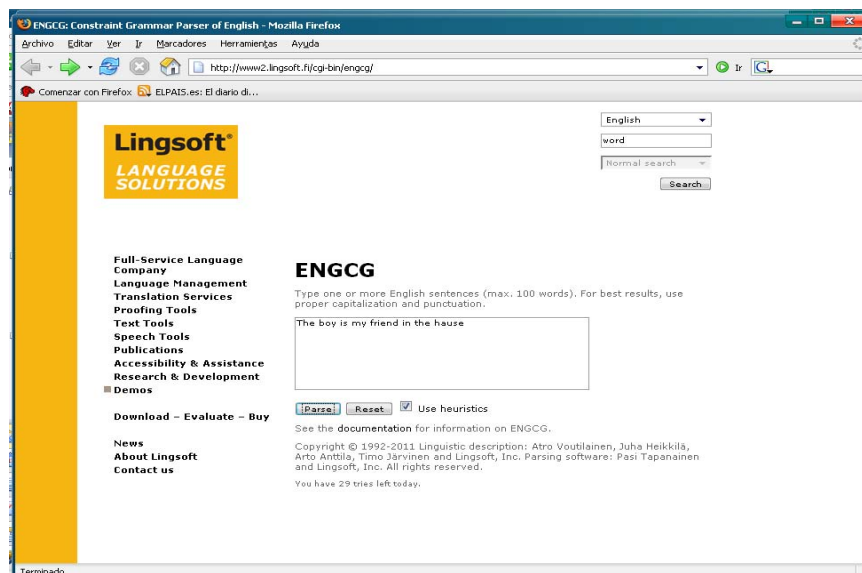 ENGCG: Constraint Grammar Parser of English - Mozilla Firefox
Archivo Editar Ver Ir Marcadores Herramientas Ayuda
http://www2.lingsoft.fi/cgi-bin/engcg/ Ir G
Comenzar con Firefox ELPAIS.es: El diario di...
English
word
Normal search
Search
Lingsoft®
LANGUAGE
SOLUTIONS
Full-Service Language
Company
Language Management
Translation Services
Proofing Tools
Text Tools
Speech Tools
Publications
Accessibility & Assistance
Research & Development
Demos
Download – Evaluate – Buy
News
About Lingsoft
Contact us
ENGCG
Type one or more English sentences (max. 100 words). For best results, use
proper capitalization and punctuation.
The boy is my friend in the hause
Parse Reset Use heuristics
See the documentation for information on ENGCG.
Copyright © 1992-2011 Linguistic description: Atro Voutilainen, Juha Heikkilä,
Arto Anttila, Timo Järvinen and Lingsoft, Inc. Parsing software: Pasi Tapanainen
and Lingsoft, Inc. All rights reserved.
You have 29 tries left today.
Terminado